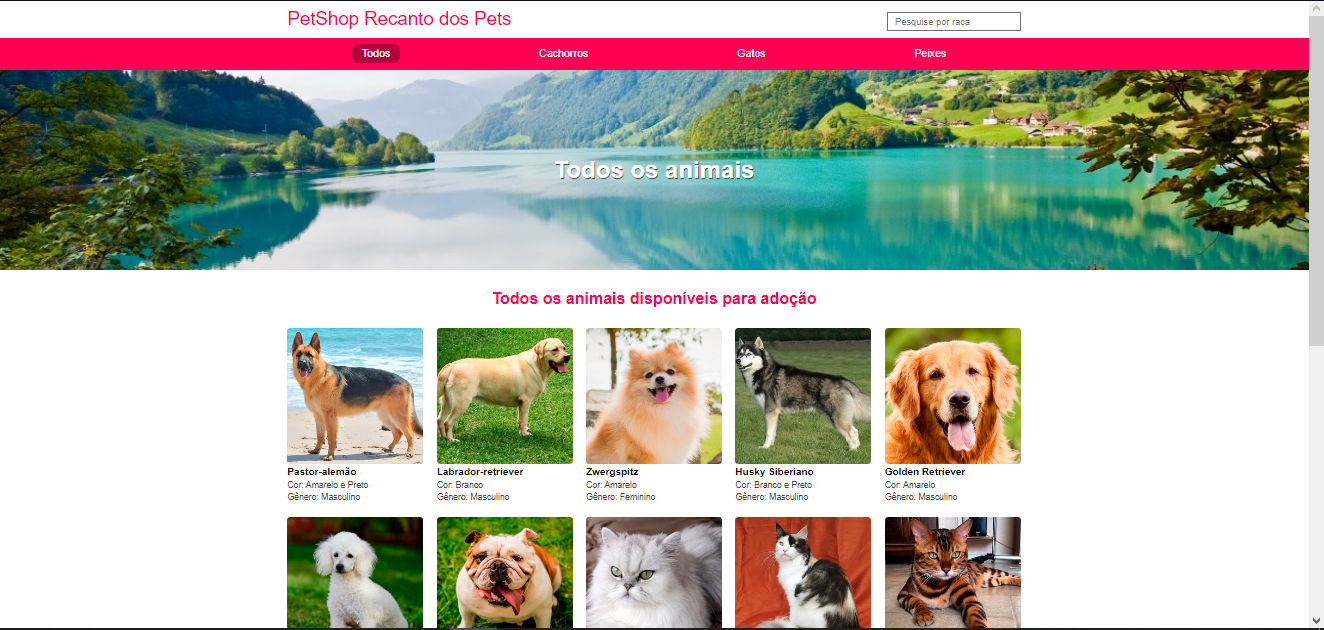 PetShop Recanto dos Pets
Pesquise por raça
Todos Cachorros Gatos Peixes
Todos os animais
Todos os animais disponíveis para adoção
Pastor-alemão
Cor: Amarelo e Preto
Gênero: Masculino
Labrador-retriever
Cor: Branco
Gênero: Masculino
Zwergspitz
Cor: Amarelo
Gênero: Feminino
Husky Siberiano
Cor: Branco e Preto
Gênero: Masculino
Golden Retriever
Cor: Amarelo
Gênero: Masculino